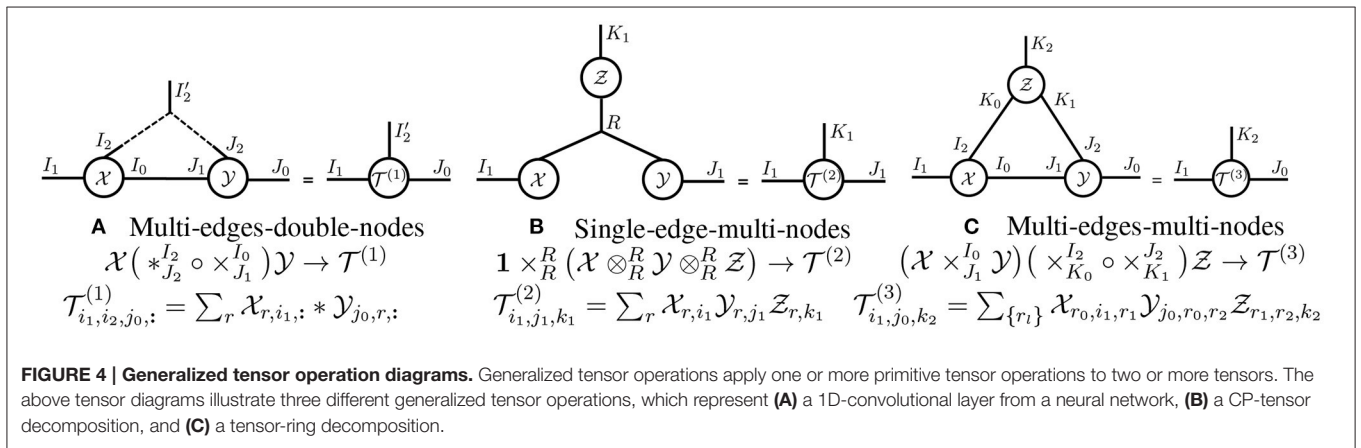 I′₂
I₂ J₂
I₁ 𝒳 I₀ J₁ 𝒴 J₀ = I₁ 𝒯⁽¹⁾ J₀
I′₂
A Multi-edges-double-nodes
𝒳(∗^{I₂}_{J₂} ∘ ×^{I₀}_{J₁})𝒴 → 𝒯⁽¹⁾
𝒯⁽¹⁾_{i₁,i₂,j₀,:} = ∑_r 𝒳_{r,i₁,:} ∗ 𝒴_{j₀,r,:}
K₁
𝒵
R
K₁
I₁ 𝒳 𝒴 J₁ = I₁ 𝒯⁽²⁾ J₁
B Single-edge-multi-nodes
𝟏 ×^R_R (𝒳 ⊗^R_R 𝒴 ⊗^R_R 𝒵) → 𝒯⁽²⁾
𝒯⁽²⁾_{i₁,j₁,k₁} = ∑_r 𝒳_{r,i₁}𝒴_{r,j₁}𝒵_{r,k₁}
K₂
𝒵
K₀ K₁
K₂
I₂ J₂
I₁ 𝒳 I₀ J₁ 𝒴 J₀ = I₁ 𝒯⁽³⁾ J₀
C Multi-edges-multi-nodes
(𝒳 ×^{I₀}_{J₁} 𝒴)(×^{I₂}_{K₀} ∘ ×^{J₂}_{K₁})𝒵 → 𝒯⁽³⁾
𝒯⁽³⁾_{i₁,j₀,k₂} = ∑_{{r_l}} 𝒳_{r₀,i₁,r₁}𝒴_{j₀,r₀,r₂}𝒵_{r₁,r₂,k₂}
FIGURE 4 | Generalized tensor operation diagrams. Generalized tensor operations apply one or more primitive tensor operations to two or more tensors. The
above tensor diagrams illustrate three different generalized tensor operations, which represent (A) a 1D-convolutional layer from a neural network, (B) a CP-tensor
decomposition, and (C) a tensor-ring decomposition.